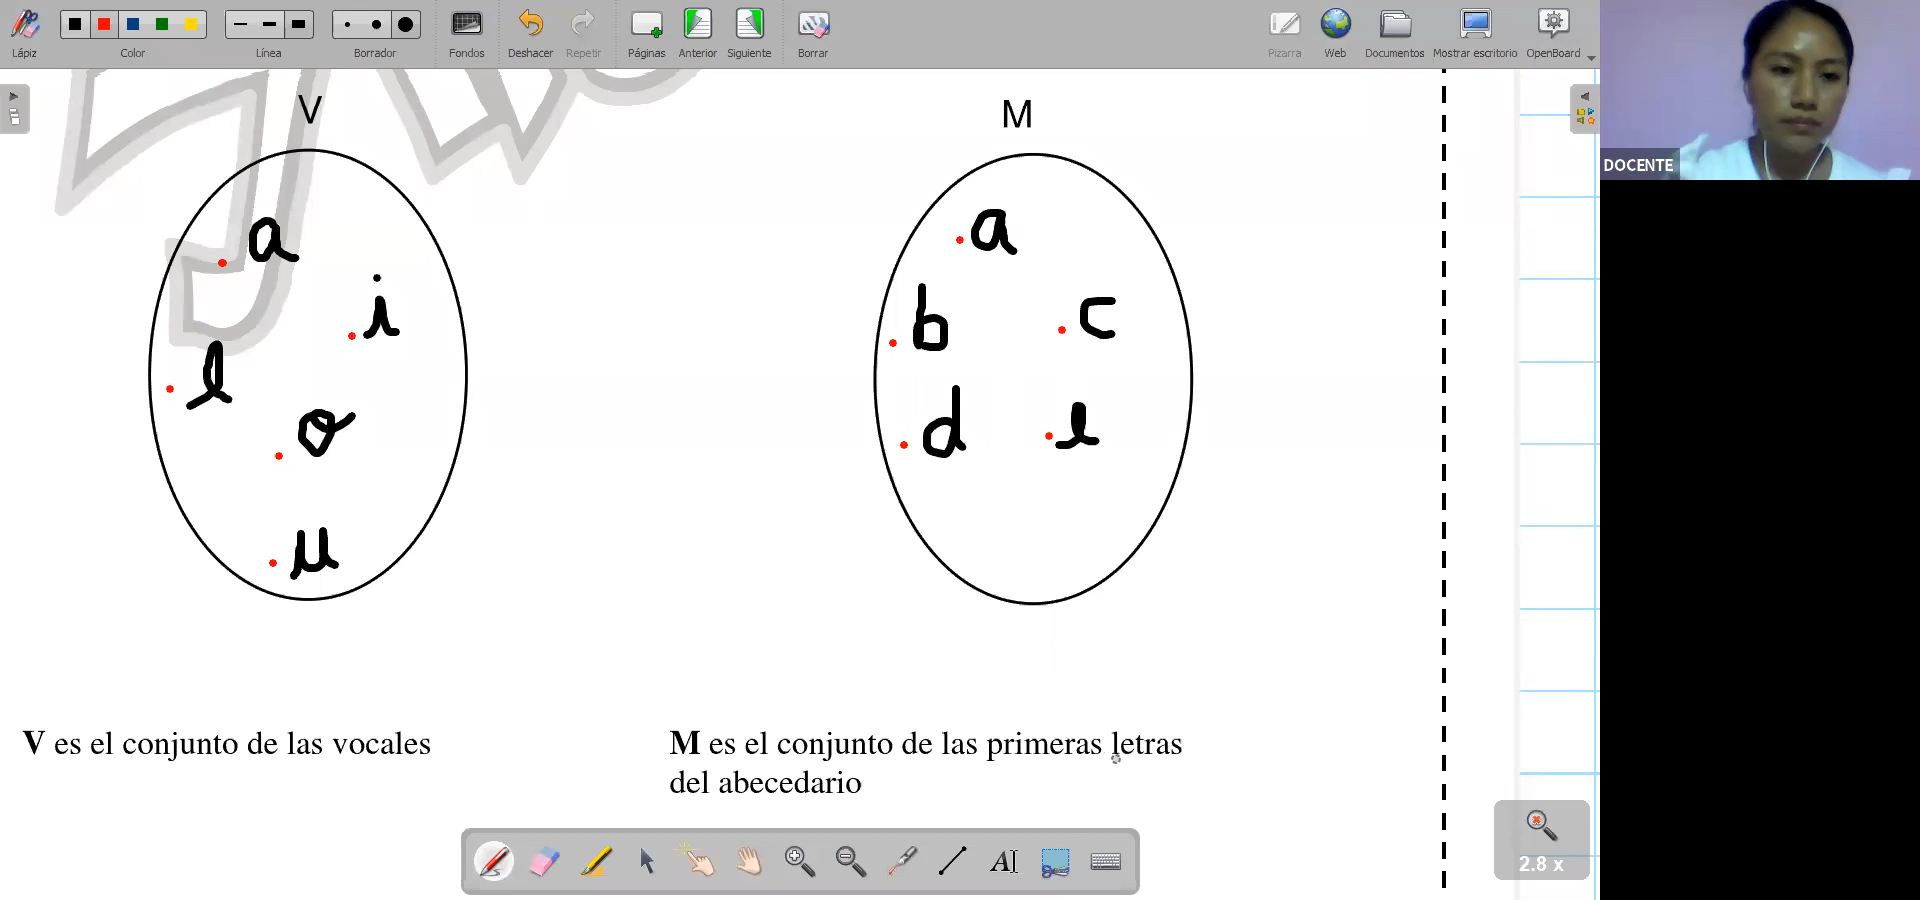 Lápiz Color Línea Borrador Fondos Deshacer Repetir Páginas Anterior Siguiente Borrar Pizarra Web Documentos Mostrar escritorio OpenBoard
DOCENTE
V
a
i
e
o
u
M
a
b
c
d
e
V es el conjunto de las vocales
M es el conjunto de las primeras letras
del abecedario
AI
2.8 x